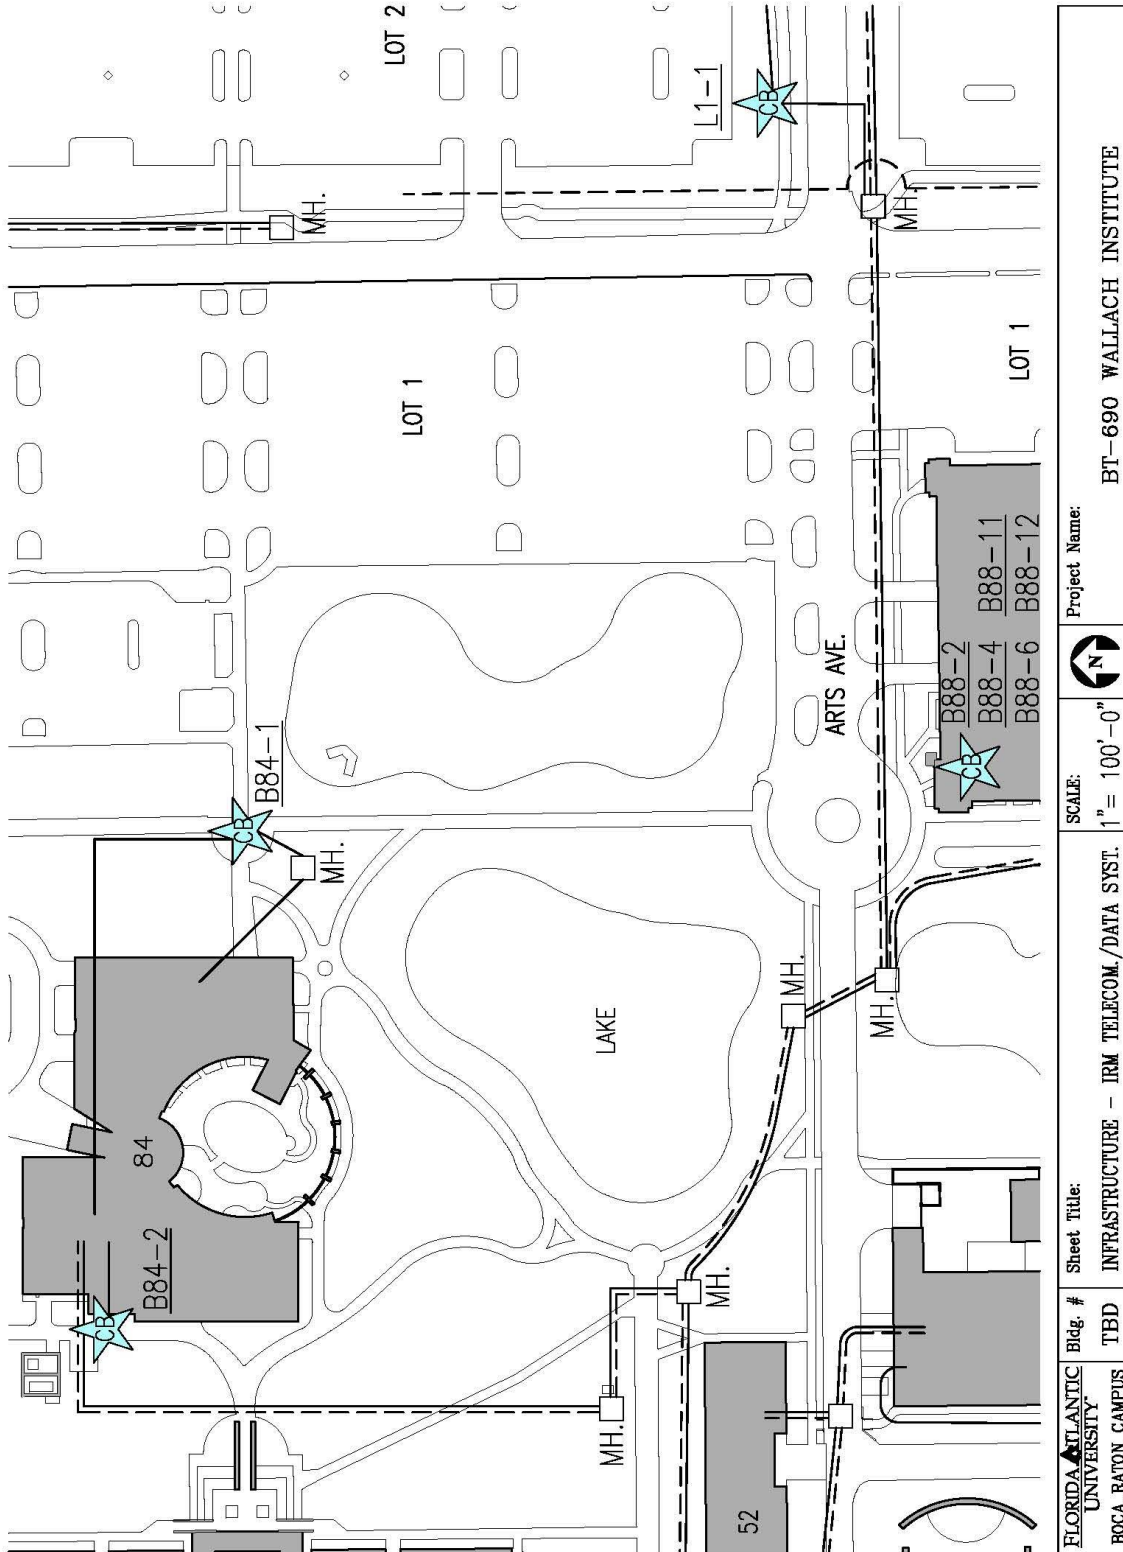 LOT 2
L1-1
CB
MH.
MH.
LOT 1
LOT 1
ARTS AVE.
B84-1
CB
MH.
B88-2
B88-4
B88-6
B88-11
B88-12
CB
LAKE
MH.
MH.
84
B84-2
CB
MH.
MH.
52
FLORIDA ATLANTIC
UNIVERSITY
BOCA RATON CAMPUS
Bldg. #
TBD
Sheet Title:
INFRASTRUCTURE - IRM TELECOM./DATA SYST.
SCALE:
1"= 100'-0"
N
Project Name:
BT-690 WALLACH INSTITUTE